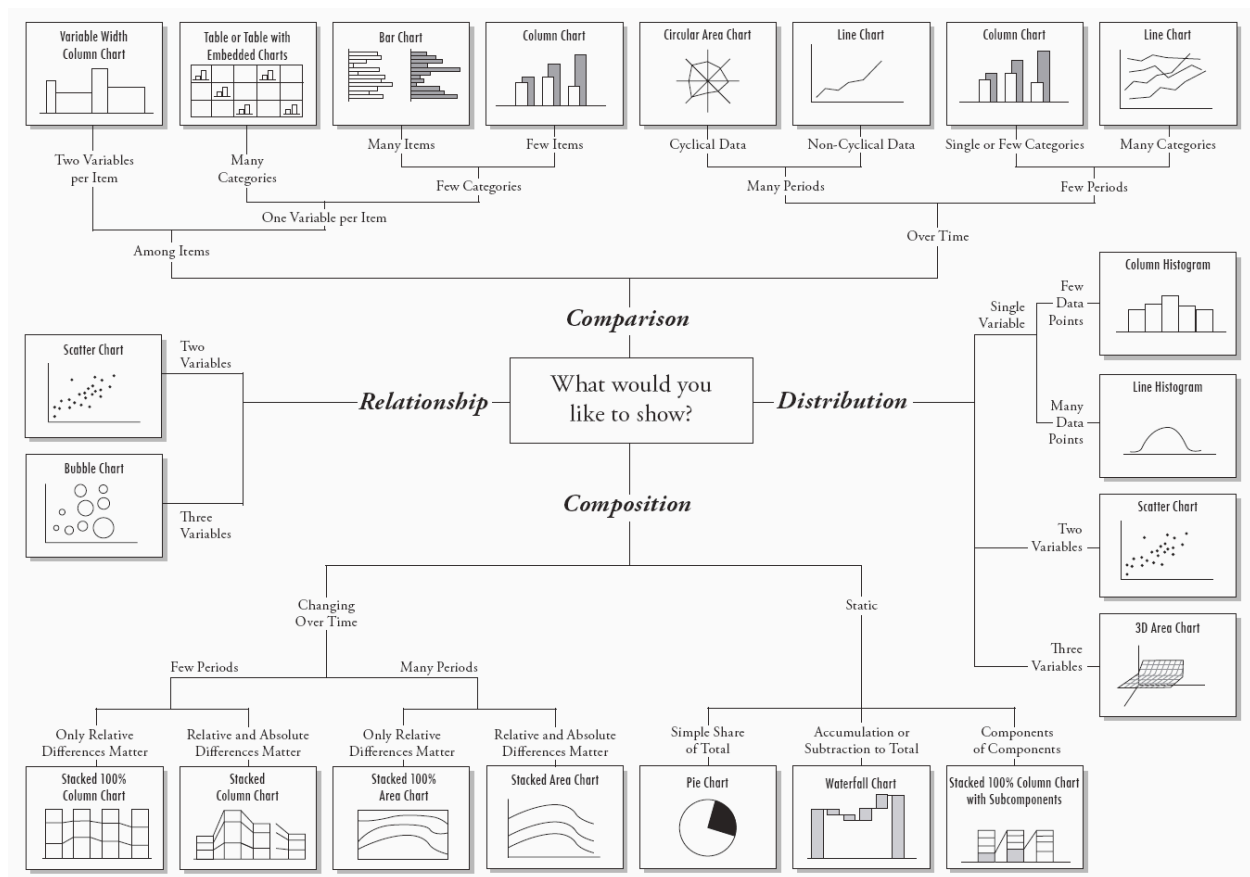 Variable Width
Column Chart
Table or Table with
Embedded Charts
Bar Chart
Column Chart
Circular Area Chart
Line Chart
Column Chart
Line Chart
Two Variables
per Item
Many
Categories
Many Items
Few Items
Cyclical Data
Non-Cyclical Data
Single or Few Categories
Many Categories
Few Categories
Many Periods
Few Periods
One Variable per Item
Among Items
Over Time
Comparison
What would you
like to show?
Relationship
Two
Variables
Scatter Chart
Bubble Chart
Three
Variables
Distribution
Single
Variable
Few
Data
Points
Column Histogram
Many
Data
Points
Line Histogram
Two
Variables
Scatter Chart
Three
Variables
3D Area Chart
Composition
Changing
Over Time
Static
Few Periods
Many Periods
Only Relative
Differences Matter
Relative and Absolute
Differences Matter
Only Relative
Differences Matter
Relative and Absolute
Differences Matter
Simple Share
of Total
Accumulation or
Subtraction to Total
Components
of Components
Stacked 100%
Column Chart
Stacked
Column Chart
Stacked 100%
Area Chart
Stacked Area Chart
Pie Chart
Waterfall Chart
Stacked 100% Column Chart
with Subcomponents